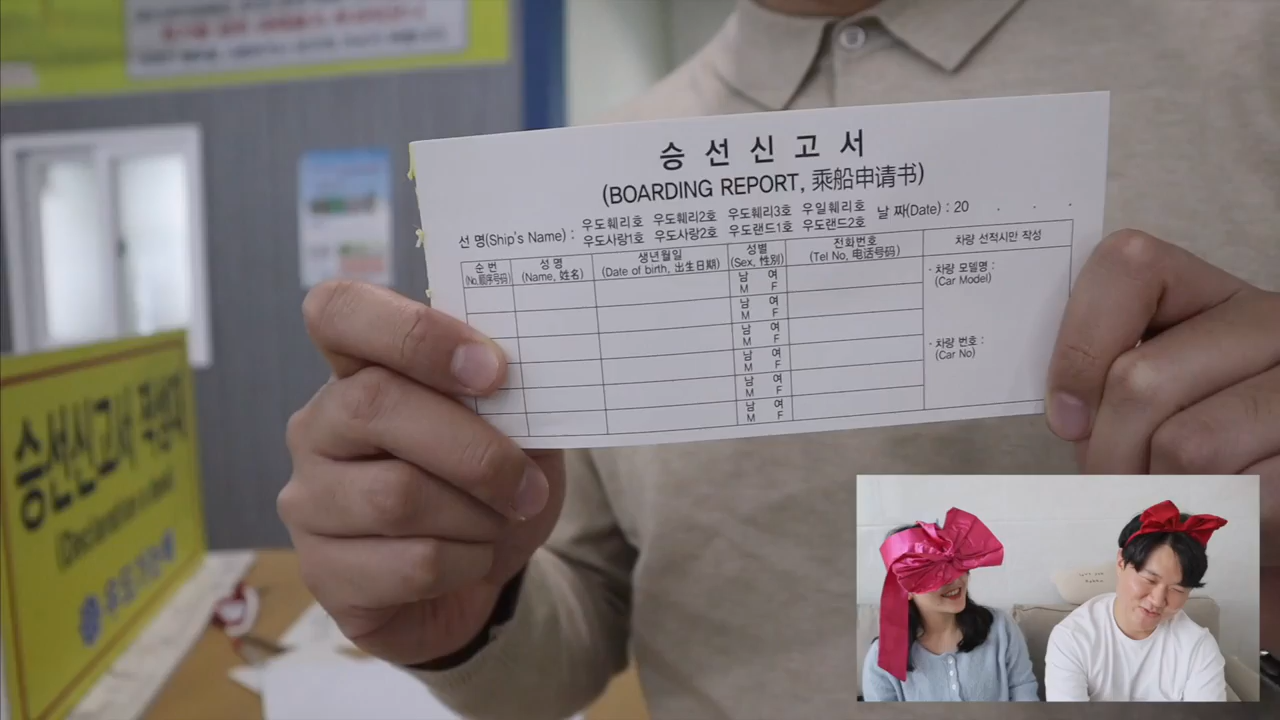 승선신고서
(BOARDING REPORT, 乘船申请书)
선 명(Ship's Name) : 우도훼리호 우도훼리2호 우도훼리3호 우일훼리호 날 짜(Date) : 20 . . .
우도사랑1호 우도사랑2호 우도랜드1호 우도랜드2호
순 번 성 명 생년월일 성별 전화번호 차량 선적시만 작성
(No, 顺序号码) (Name, 姓名) (Date of birth, 出生日期) (Sex, 性别) (Tel No, 电话号码)
남 여
M F
남 여
M F
남 여
M F
남 여
M F
남 여
M F
남 여
M F
· 차량 모델명 :
(Car Model)
· 차량 번호 :
(Car No)
승선신고서 작성대